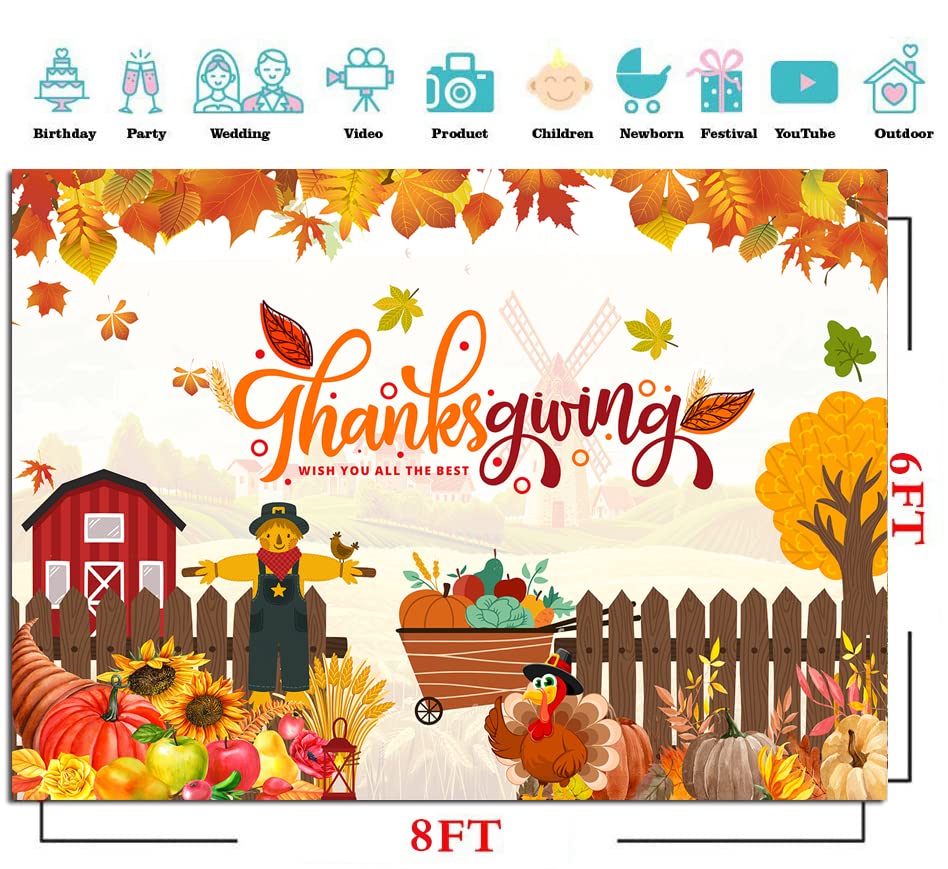 Birthday Party Wedding Video Product Children Newborn Festival YouTube Outdoor
Thanksgiving
WISH YOU ALL THE BEST
6FT
8FT